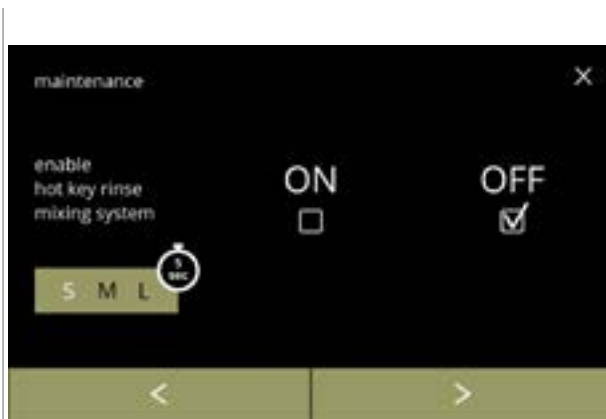 maintenance
enable
hot key rinse
mixing system
ON
OFF
5
sec
S M L